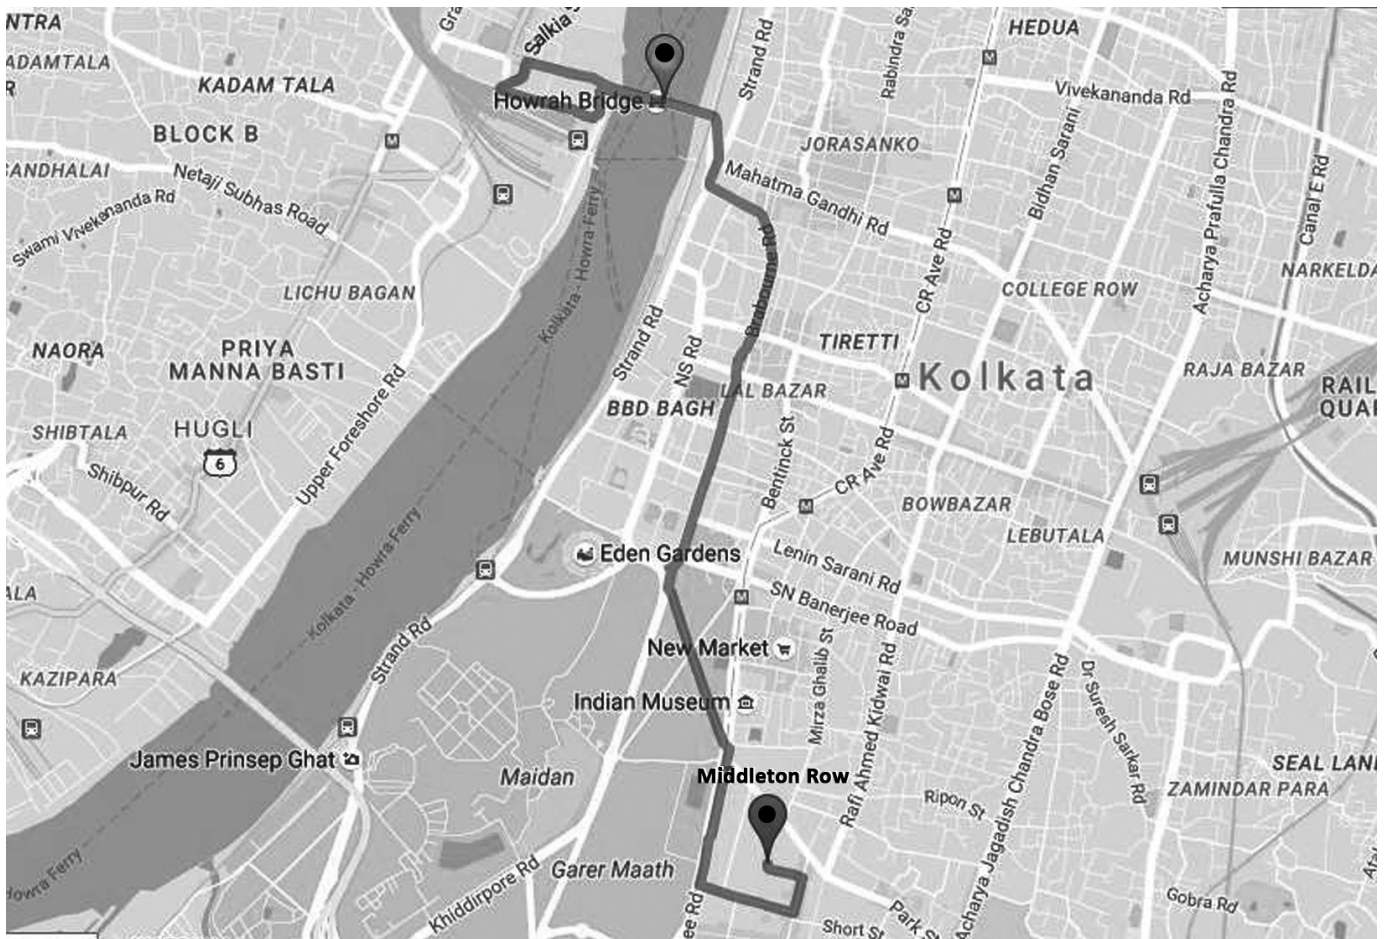 NTRA
ADAMTALA
R
KADAM TALA
BLOCK B
Salkia
Howrah Bridge
Strand Rd
HEDUA
Vivekananda Rd
JORASANKO
Bidhan Sarani
Acharya Prafulla Chandra Rd
Canal E Rd
ANDHALAI
Netaji Subhas Road
Swami Vivekananda Rd
Mahatma Gandhi Rd
Kolkata - Howra Ferry
Brabourne Rd
CR Ave Rd
NARKELDA
LICHU BAGAN
COLLEGE ROW
NAORA
PRIYA
MANNA BASTI
Strand Rd
NS Rd
TIRETTI
Kolkata
RAJA BAZAR
RAIL
QUAR
LAL BAZAR
BBD BAGH
SHIBTALA
HUGLI
6
Upper Foreshore Rd
Shibpur Rd
Bentinck St
CR Ave Rd
BOWBAZAR
LEBUTALA
MUNSHI BAZAR
Eden Gardens
Lenin Sarani Rd
SN Banerjee Road
Kolkata - Howra Ferry
ALA
KAZIPARA
Strand Rd
New Market
Indian Museum
Mirza Ghalib St
Rafi Ahmed Kidwai Rd
Acharya Jagadish Chandra Bose Rd
Dr Suresh Sarkar Rd
James Prinsep Ghat
Maidan
Middleton Row
SEAL LAN
ZAMINDAR PARA
Ripon St
Howra Ferry
Garer Maath
Khiddirpore Rd
ee Rd
Short St
Park St
Gobra Rd